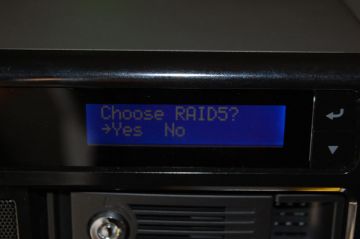 Choose RAID5?
→Yes No